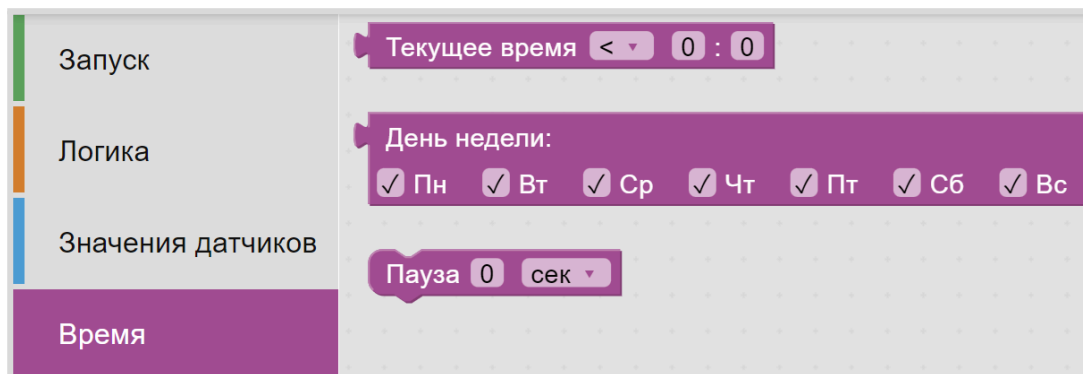 Запуск
Логика
Значения датчиков
Время
Текущее время < 0 : 0
День недели:
✓ Пн ✓ Вт ✓ Ср ✓ Чт ✓ Пт ✓ Сб ✓ Вс
Пауза 0 сек